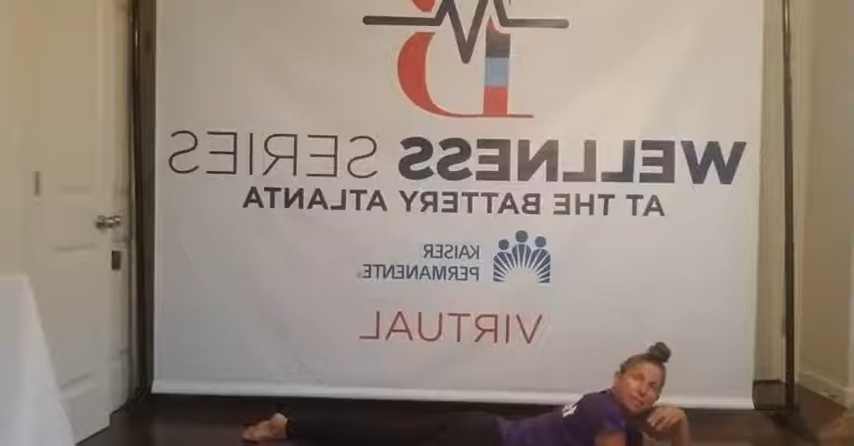 WELLNESS SERIES
AT THE BATTERY ATLANTA
KAISER
PERMANENTE®
VIRTUAL